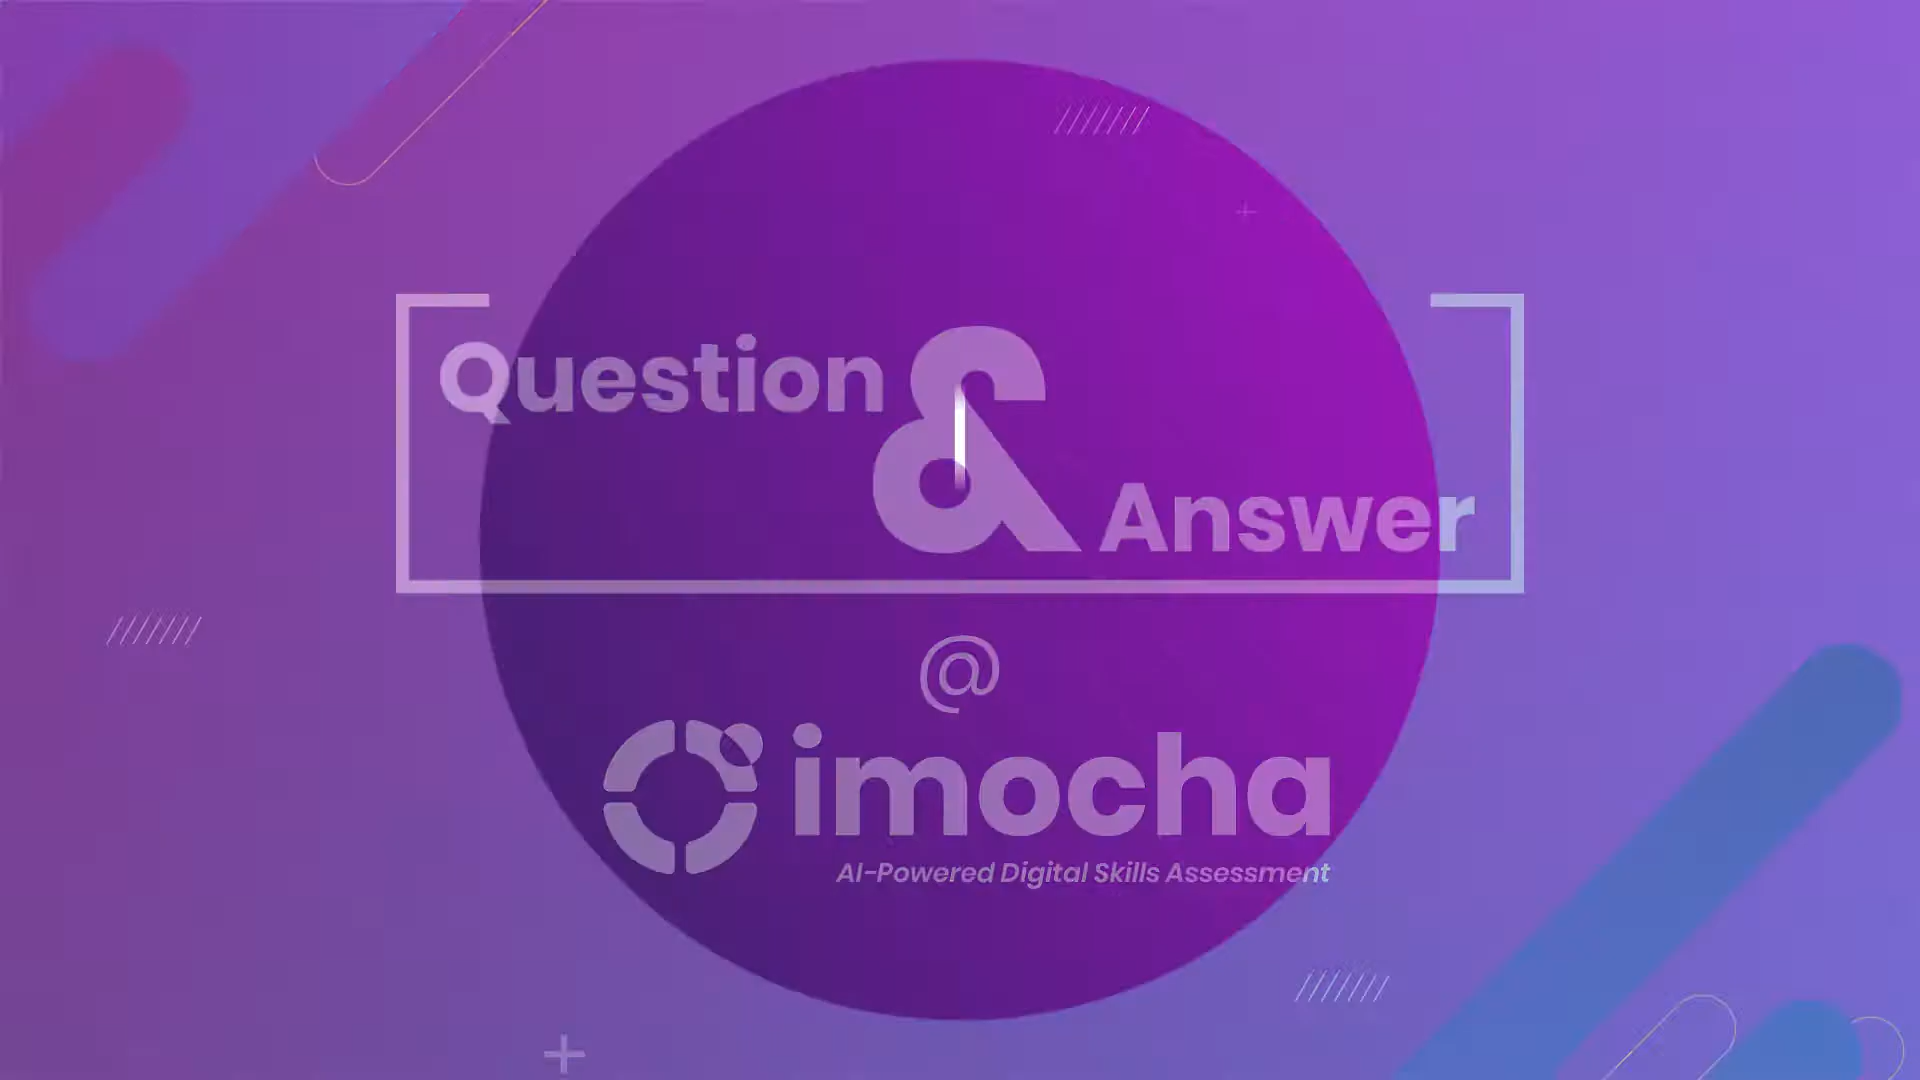 Question
&
Answer
@
imocha
AI-Powered Digital Skills Assessment